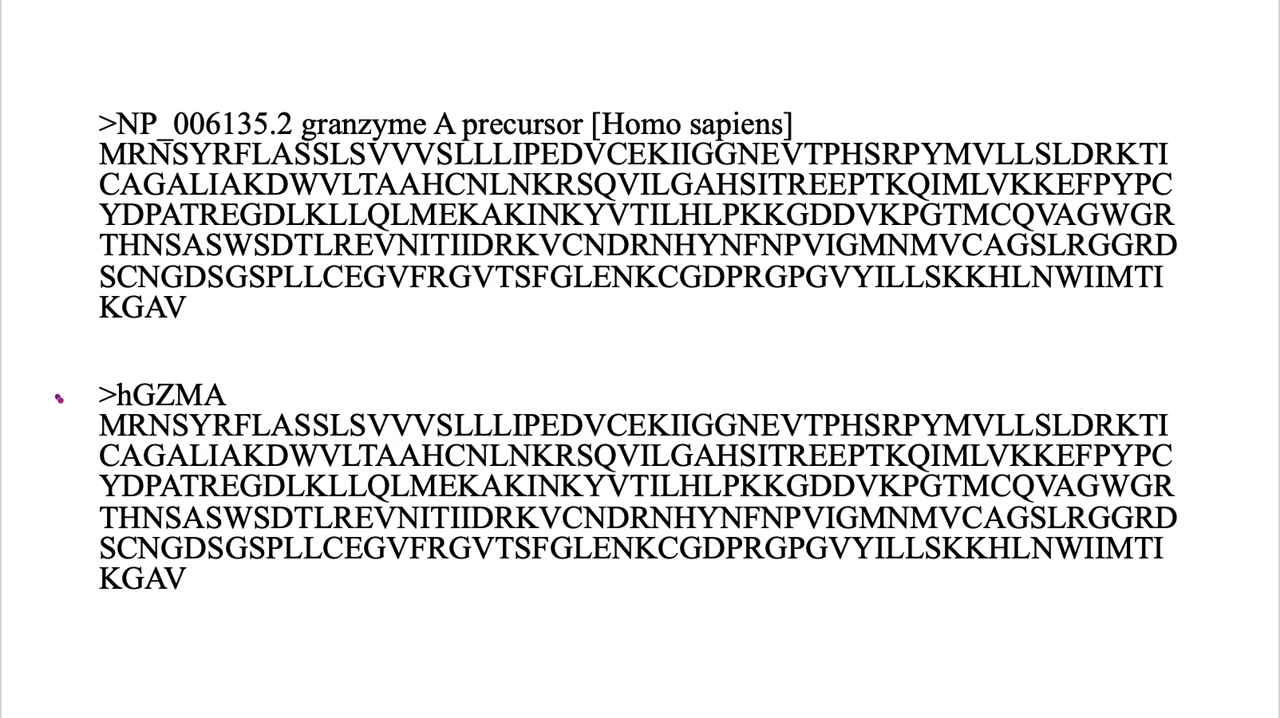 >NP_006135.2 granzyme A precursor [Homo sapiens]
MRNSYRFLASSLSVVVSLLLIPEDVCEKIIGGNEVTPHSRPYMVLLSLDRKTI
CAGALIAKDWVLTAAHCNLNKRSQVILGAHSITREEPTKQIMLVKKEFPYPC
YDPATREGDLKLLQLMEKAKINKYVTILHLPKKGDDVKPGTMCQVAGWGR
THNSASWSDTLREVNITIIDRKVCNDRNHYNFNPVIGMNMVCAGSLRGGRD
SCNGDSGSPLLCEGVFRGVTSFGLENKCGDPRGPGVYILLSKKHLNWIIMTI
KGAV
>hGZMA
MRNSYRFLASSLSVVVSLLLIPEDVCEKIIGGNEVTPHSRPYMVLLSLDRKTI
CAGALIAKDWVLTAAHCNLNKRSQVILGAHSITREEPTKQIMLVKKEFPYPC
YDPATREGDLKLLQLMEKAKINKYVTILHLPKKGDDVKPGTMCQVAGWGR
THNSASWSDTLREVNITIIDRKVCNDRNHYNFNPVIGMNMVCAGSLRGGRD
SCNGDSGSPLLCEGVFRGVTSFGLENKCGDPRGPGVYILLSKKHLNWIIMTI
KGAV